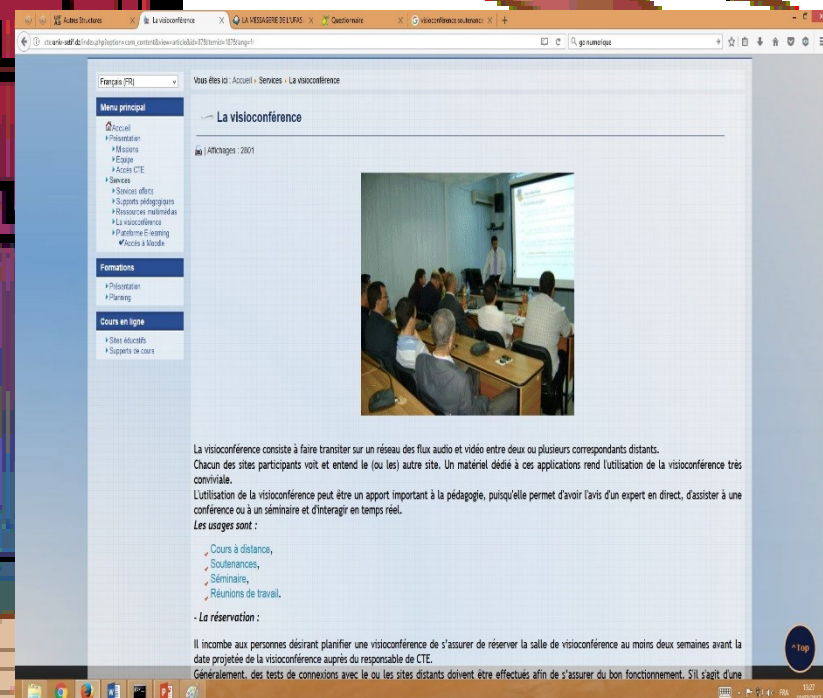 Autres Structures
La visioconférence
LA MESSAGERIE DE L'UFAS
Questionnaire
visioconférence soutenance
go numerique
Français (FR)
Vous êtes ici : Accueil Services La visioconférence
Menu principal
Accueil
Présentation
Missions
Equipe
Accès CTE
Services
Services offerts
Supports pédagogiques
Ressources multimédias
La visioconférence
Plateforme E-learning
Accès à Moodle
Formations
Présentation
Planning
Cours en ligne
Sites éducatifs
Supports de cours
La visioconférence
| Affichages : 2801
La visioconférence consiste à faire transiter sur un réseau des flux audio et vidéo entre deux ou plusieurs correspondants distants.
Chacun des sites participants voit et entend le (ou les) autre site. Un matériel dédié à ces applications rend l'utilisation de la visioconférence très
conviviale.
L'utilisation de la visioconférence peut être un apport important à la pédagogie, puisqu'elle permet d'avoir l'avis d'un expert en direct, d'assister à une
conférence ou à un séminaire et d'interagir en temps réel.
Les usages sont :
Cours à distance,
Soutenances,
Séminaire,
Réunions de travail.
- La réservation :
Il incombe aux personnes désirant planifier une visioconférence de s'assurer de réserver la salle de visioconférence au moins deux semaines avant la
date projetée de la visioconférence auprès du responsable de CTE.
Généralement, des tests de connexions avec le ou les sites distants doivent être effectués afin de s'assurer du bon fonctionnement. S'il s'agit d'une
^Top
FRA